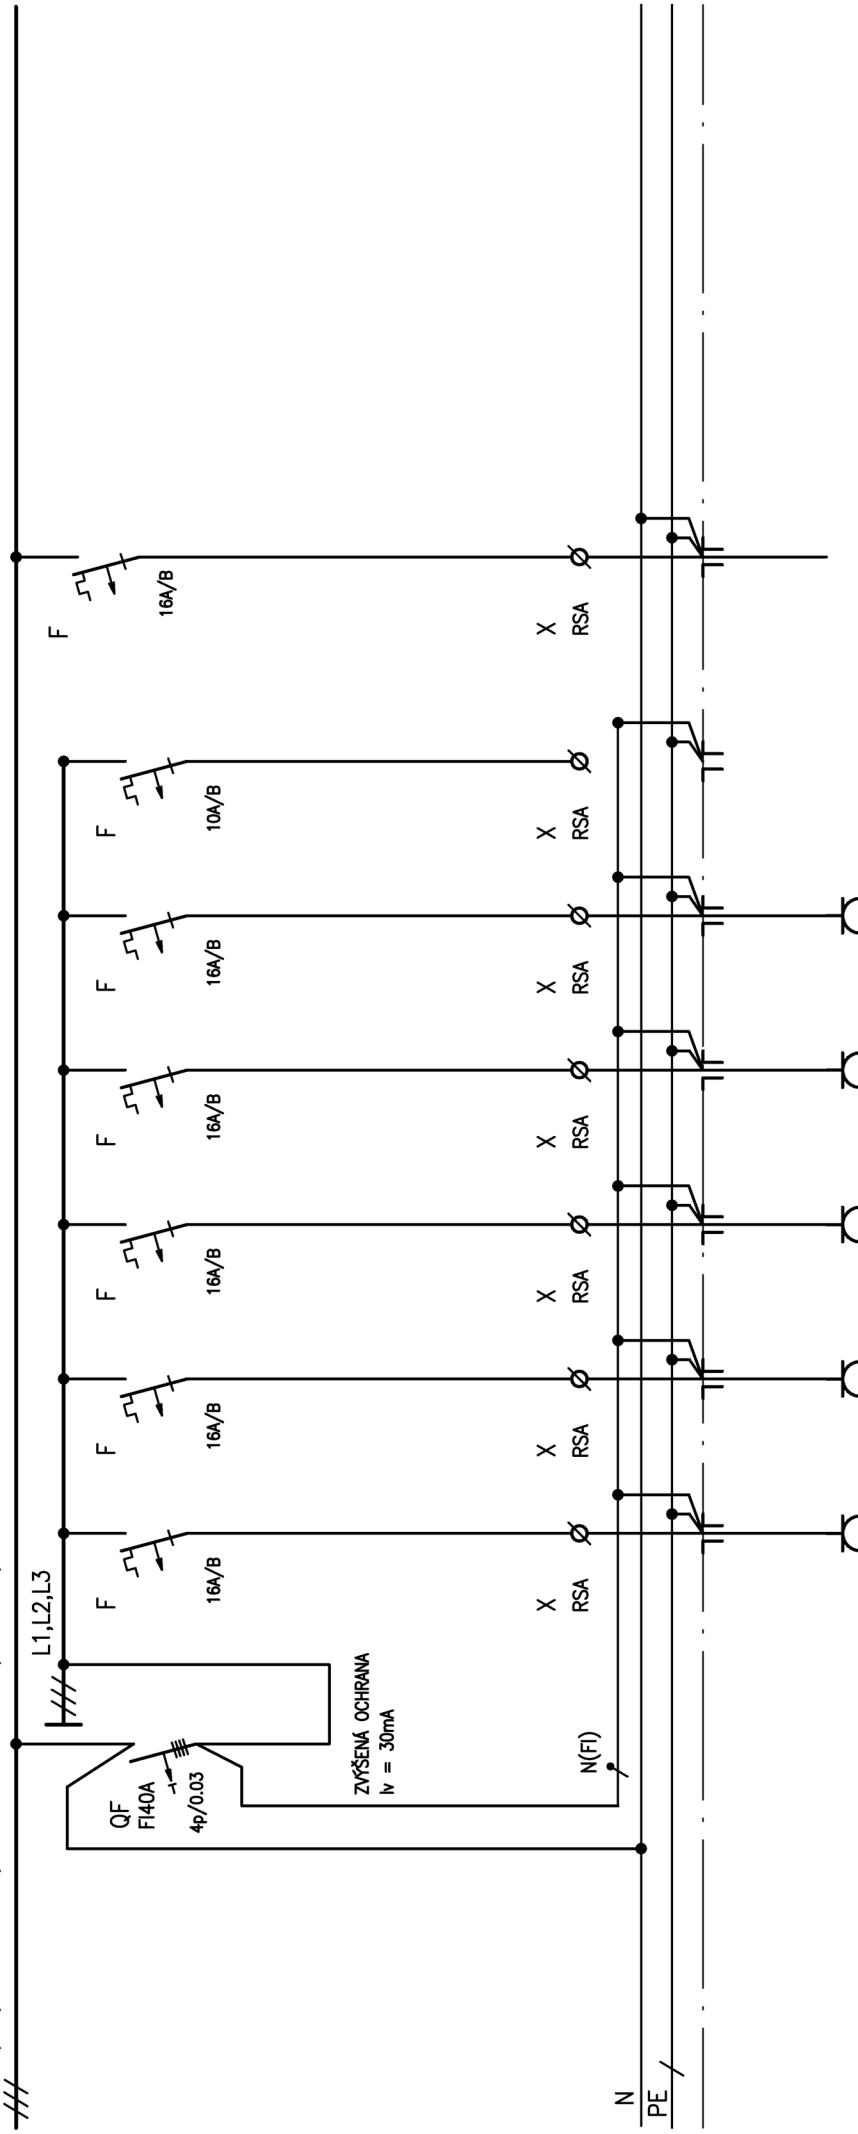 L1,L2,L3
QF
FI40A
4p/0.03
ZVÝŠENÁ OCHRANA
Iv = 30mA
N(FI)
N
PE
F
16A/B
X
RSA
F
16A/B
X
RSA
F
16A/B
X
RSA
F
16A/B
X
RSA
F
16A/B
X
RSA
F
10A/B
X
RSA
F
16A/B
X
RSA